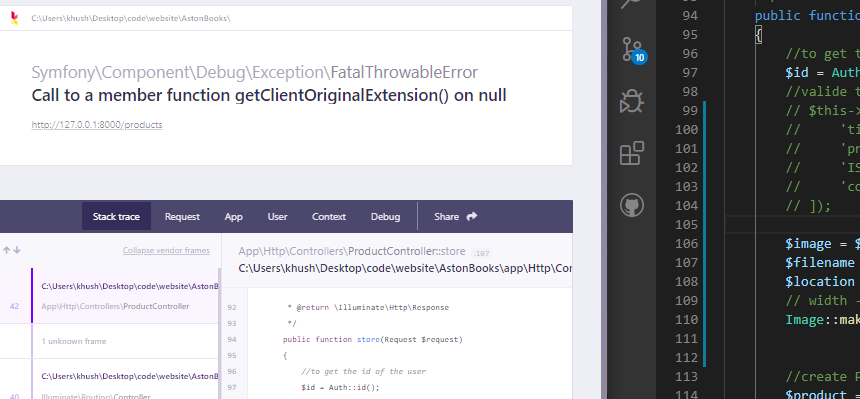 C:\Users\khush\Desktop\code\website\AstonBooks\
Symfony\Component\Debug\Exception\FatalThrowableError
Call to a member function getClientOriginalExtension() on null
http://127.0.0.1:8000/products
Stack trace Request App User Context Debug Share
Collapse vendor frames
C:\Users\khush\Desktop\code\website\AstonB
42 App\Http\Controllers\ProductController
1 unknown frame
C:\Users\khush\Desktop\code\website\AstonB
40 Illuminate\Routing\Controller
App\Http\Controllers\ProductController::store :107
C:\Users\khush\Desktop\code\website\AstonBooks\app\Http\Con
92 * @return \Illuminate\Http\Response
93 */
94 public function store(Request $request)
95 {
96 //to get the id of the user
97 $id = Auth::id();
10
94 public functio
95 {
96 //to get t
97 $id = Auth
98 //valide t
99 // $this->
100 // 'ti
101 // 'pr
102 // 'IS
103 // 'co
104 // ]);
105
106 $image = $
107 $filename
108 $location
109 // width -
110 Image::mak
111
112
113 //create P
114 $product =